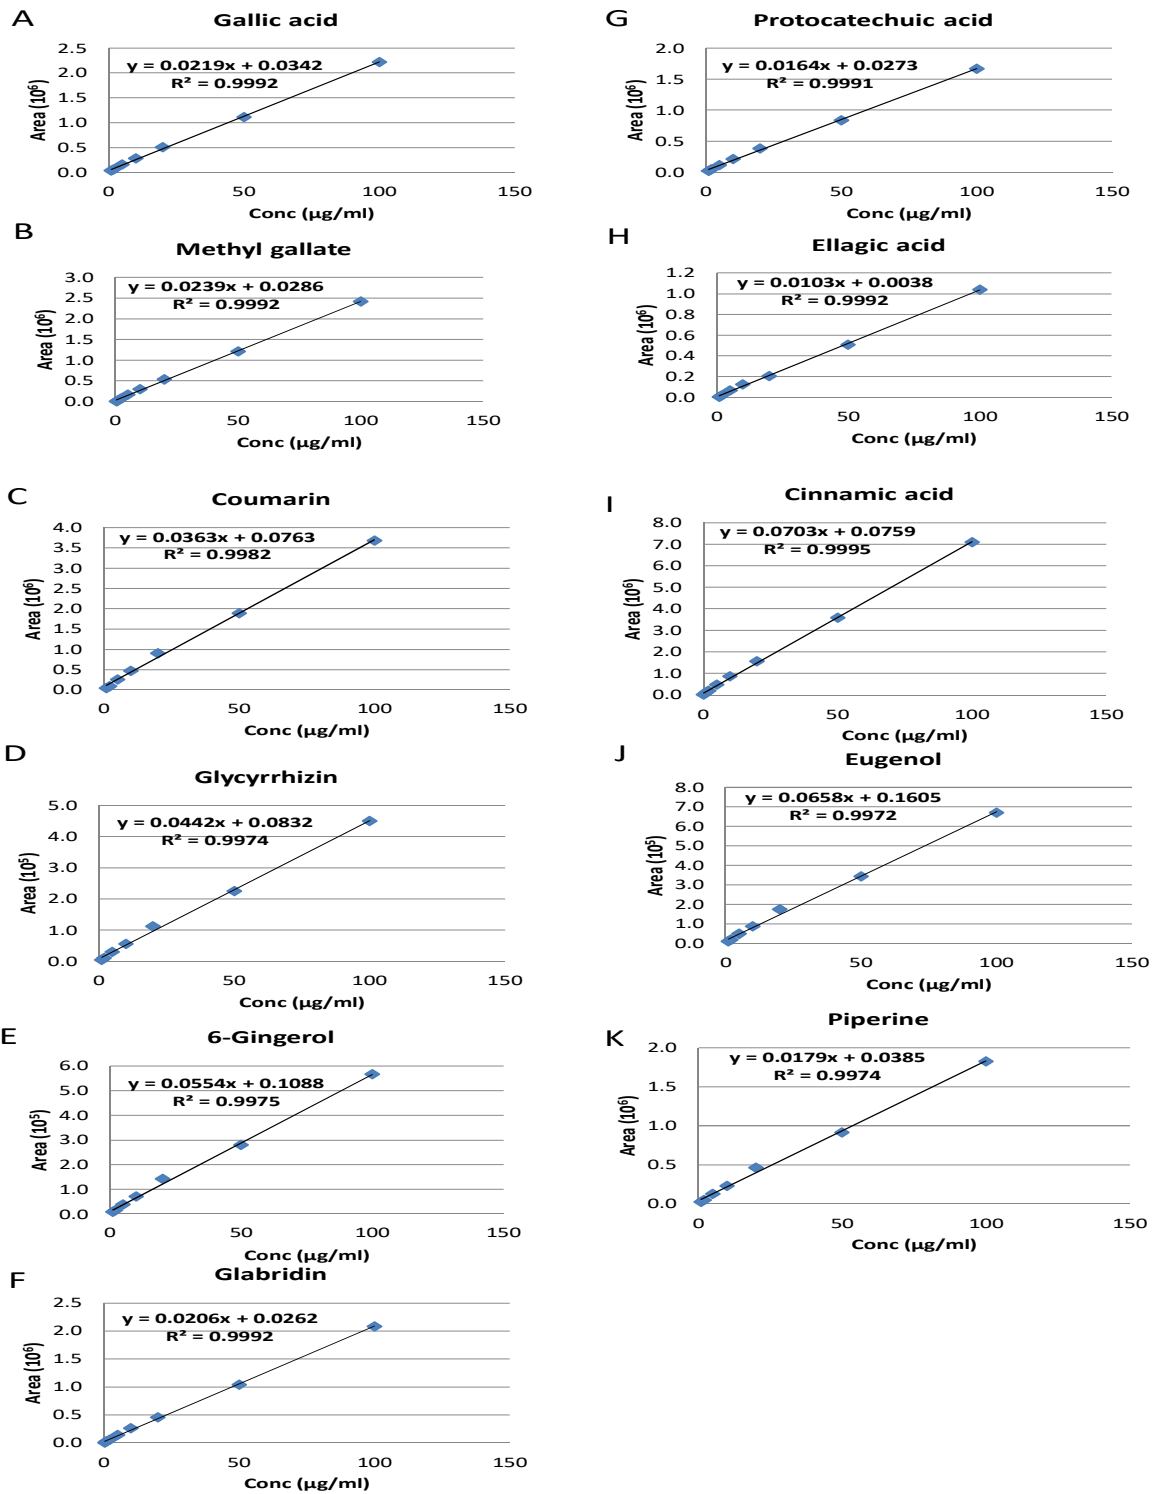 A
Gallic acid
y = 0.0219x + 0.0342
R² = 0.9992
Area (10⁶)
2.5
2.0
1.5
1.0
0.5
0.0
0 50 100 150
Conc (µg/ml)
B
Methyl gallate
y = 0.0239x + 0.0286
R² = 0.9992
Area (10⁶)
3.0
2.5
2.0
1.5
1.0
0.5
0.0
0 50 100 150
Conc (µg/ml)
C
Coumarin
y = 0.0363x + 0.0763
R² = 0.9982
Area (10⁶)
4.0
3.5
3.0
2.5
2.0
1.5
1.0
0.5
0.0
0 50 100 150
Conc (µg/ml)
D
Glycyrrhizin
y = 0.0442x + 0.0832
R² = 0.9974
Area (10⁵)
5.0
4.0
3.0
2.0
1.0
0.0
0 50 100 150
Conc (µg/ml)
E
6-Gingerol
y = 0.0554x + 0.1088
R² = 0.9975
Area (10⁵)
6.0
5.0
4.0
3.0
2.0
1.0
0.0
0 50 100 150
Conc (µg/ml)
F
Glabridin
y = 0.0206x + 0.0262
R² = 0.9992
Area (10⁶)
2.5
2.0
1.5
1.0
0.5
0.0
0 50 100 150
Conc (µg/ml)
G
Protocatechuic acid
y = 0.0164x + 0.0273
R² = 0.9991
Area (10⁶)
2.0
1.5
1.0
0.5
0.0
0 50 100 150
Conc (µg/ml)
H
Ellagic acid
y = 0.0103x + 0.0038
R² = 0.9992
Area (10⁶)
1.2
1.0
0.8
0.6
0.4
0.2
0.0
0 50 100 150
Conc (µg/ml)
I
Cinnamic acid
y = 0.0703x + 0.0759
R² = 0.9995
Area (10⁶)
8.0
7.0
6.0
5.0
4.0
3.0
2.0
1.0
0.0
0 50 100 150
Conc (µg/ml)
J
Eugenol
y = 0.0658x + 0.1605
R² = 0.9972
Area (10⁵)
8.0
7.0
6.0
5.0
4.0
3.0
2.0
1.0
0.0
0 50 100 150
Conc (µg/ml)
K
Piperine
y = 0.0179x + 0.0385
R² = 0.9974
Area (10⁶)
2.0
1.5
1.0
0.5
0.0
0 50 100 150
Conc (µg/ml)